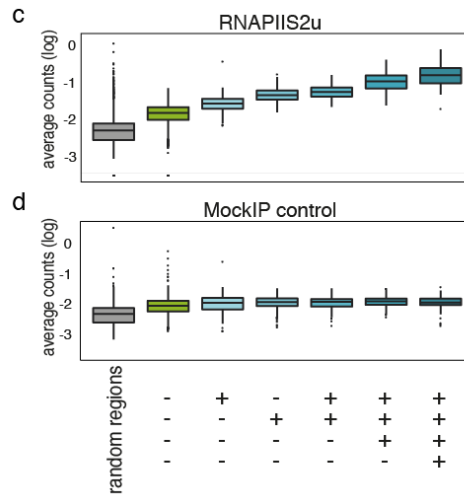 c
RNAPIIS2u
average counts (log)
0
-1
-2
-3
d
MockIP control
average counts (log)
0
-1
-2
-3
random regions
- + - + + +
- - + + + +
- - - - + +
- - - - - +